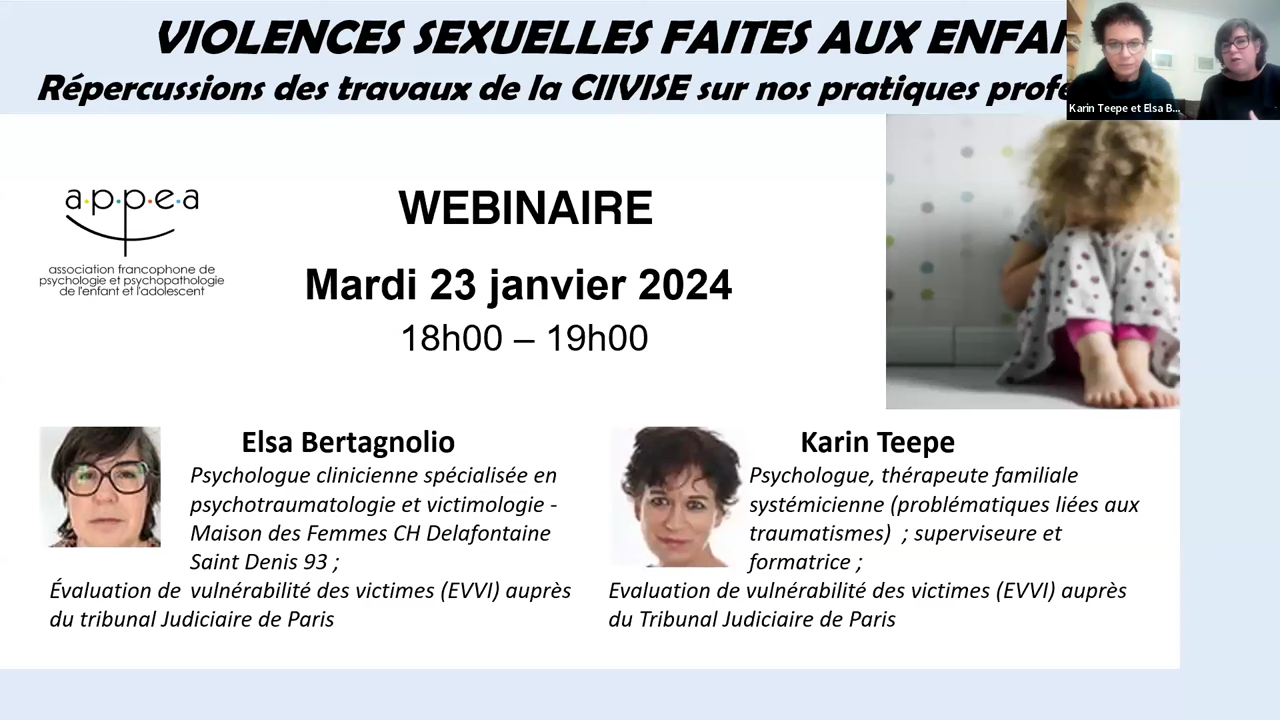 VIOLENCES SEXUELLES FAITES AUX
Répercussions des travaux de la CIIVISE sur nos pratiques
Karin Teepe et Elsa B...
a.p.p.e.a
association francophone de
psychologie et psychopathologie
de l'enfant et l'adolescent
WEBINAIRE
Mardi 23 janvier 2024
18h00 – 19h00
Elsa Bertagnolio
Psychologue clinicienne spécialisée en
psychotraumatologie et victimologie -
Maison des Femmes CH Delafontaine
Saint Denis 93 ;
Évaluation de vulnérabilité des victimes (EVVI) auprès
du tribunal Judiciaire de Paris
Karin Teepe
Psychologue, thérapeute familiale
systémicienne (problématiques liées aux
traumatismes) ; superviseure et
formatrice ;
Evaluation de vulnérabilité des victimes (EVVI) auprès
du Tribunal Judiciaire de Paris